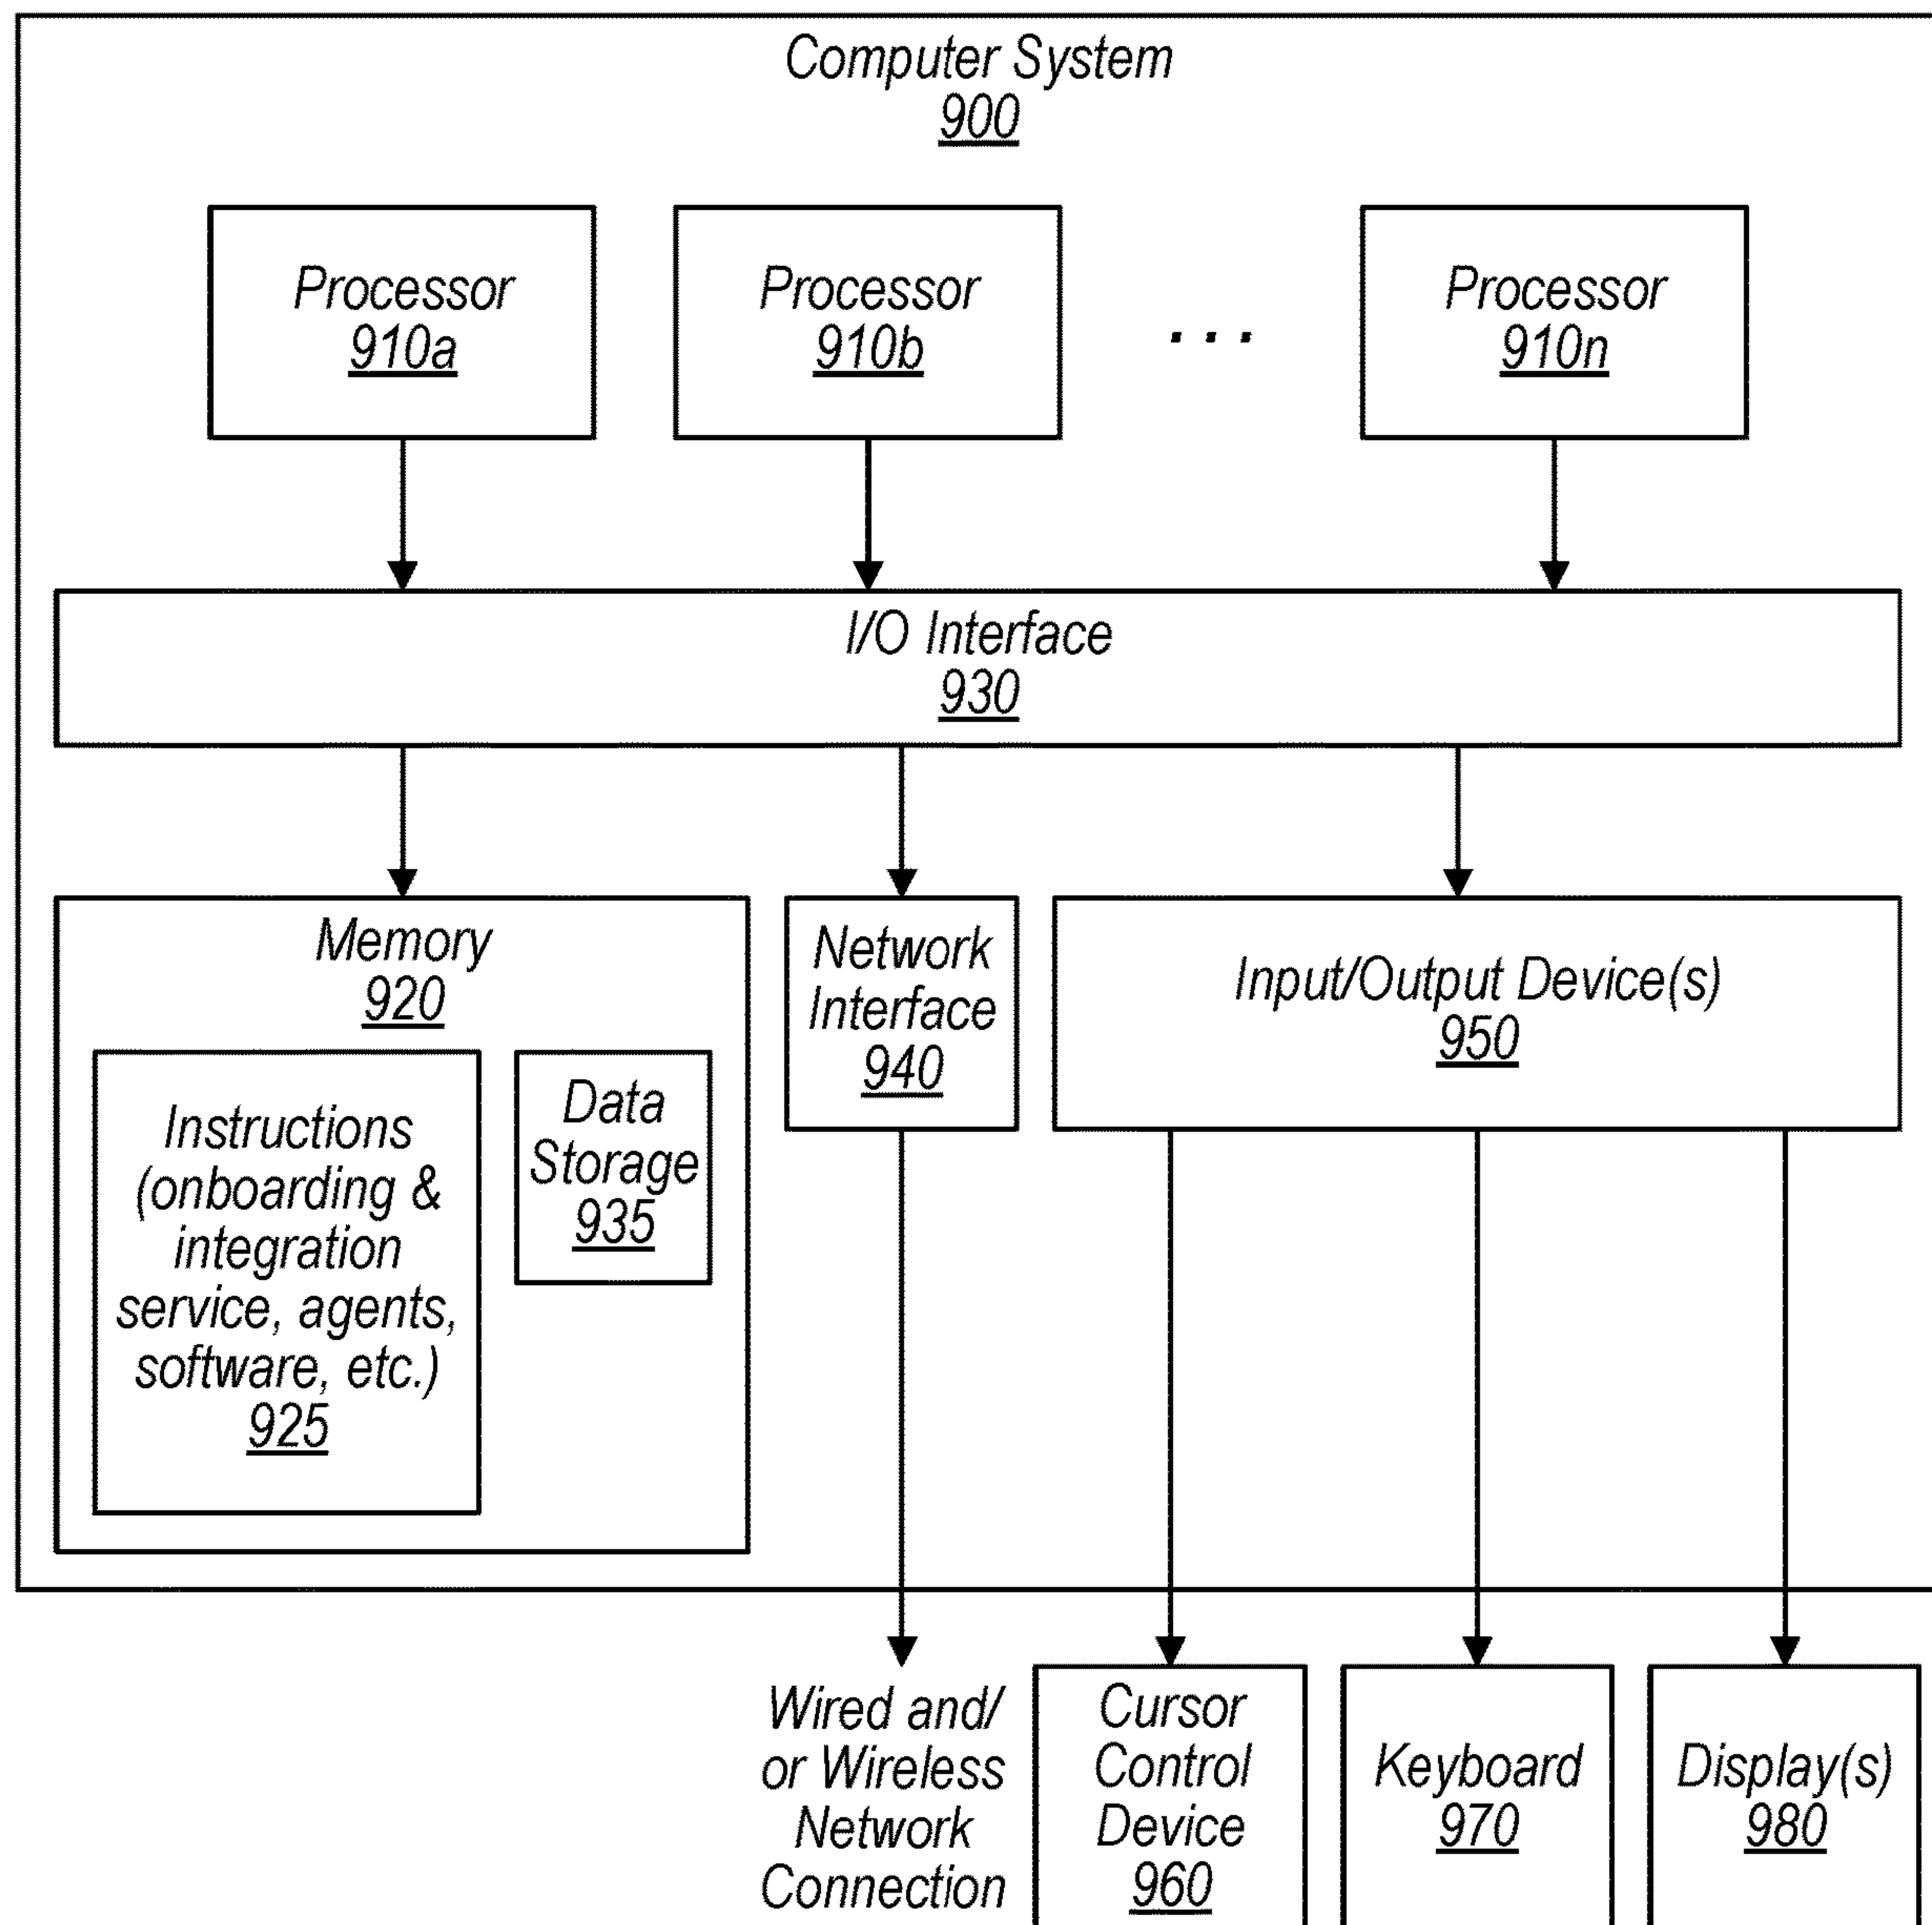 Computer System
900
Processor
910a
Processor
910b
. . .
Processor
910n
I/O Interface
930
Memory
920
Instructions
(onboarding &
integration
service, agents,
software, etc.)
925
Data
Storage
935
Network
Interface
940
Input/Output Device(s)
950
Wired and/
or Wireless
Network
Connection
Cursor
Control
Device
960
Keyboard
970
Display(s)
980